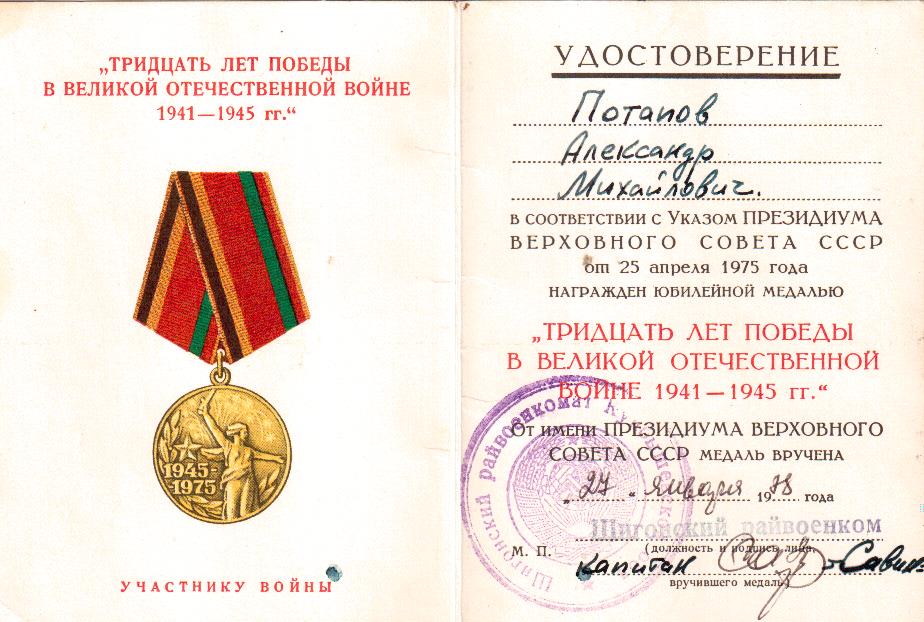 „ТРИДЦАТЬ ЛЕТ ПОБЕДЫ
В ВЕЛИКОЙ ОТЕЧЕСТВЕННОЙ ВОЙНЕ
1941—1945 гг.“
1945-
1975
УЧАСТНИКУ ВОЙНЫ
УДОСТОВЕРЕНИЕ
Потапов
Александр
Михайлович.
В СООТВЕТСТВИИ С УКАЗОМ ПРЕЗИДИУМА
ВЕРХОВНОГО СОВЕТА СССР
от 25 апреля 1975 года
НАГРАЖДЕН ЮБИЛЕЙНОЙ МЕДАЛЬЮ
„ТРИДЦАТЬ ЛЕТ ПОБЕДЫ
В ВЕЛИКОЙ ОТЕЧЕСТВЕННОЙ
ВОЙНЕ 1941—1945 гг.“
От имени ПРЕЗИДИУМА ВЕРХОВНОГО
СОВЕТА СССР МЕДАЛЬ ВРУЧЕНА
„27“ января 1978 года
Шигонский райвоенком
М. П. (должность и подпись лица,
капитан
вручившего медаль)
Шигонский райвоенкомат